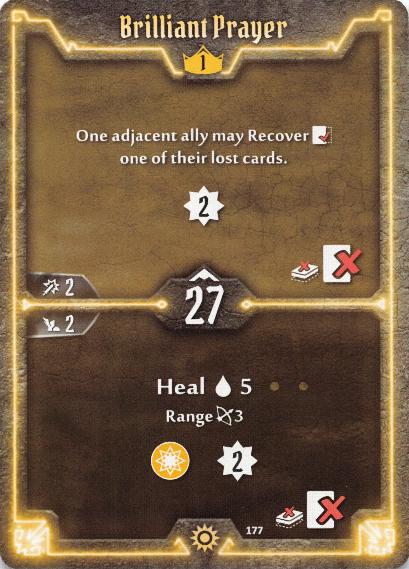 Brilliant Prayer
1
One adjacent ally may Recover
one of their lost cards.
2
2
27
2
Heal 5
Range 3
2
177